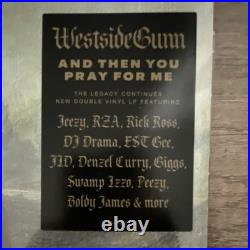 WestsideGunn
AND THEN YOU
PRAY FOR ME
THE LEGACY CONTINUES
NEW DOUBLE VINYL LP FEATURING
Jeezy, RZA, Rick Ross,
DJ Drama, EST Gee,
JID, Denzel Curry, Giggs,
Swamp Izzo, Peezy,
Boldy James & more